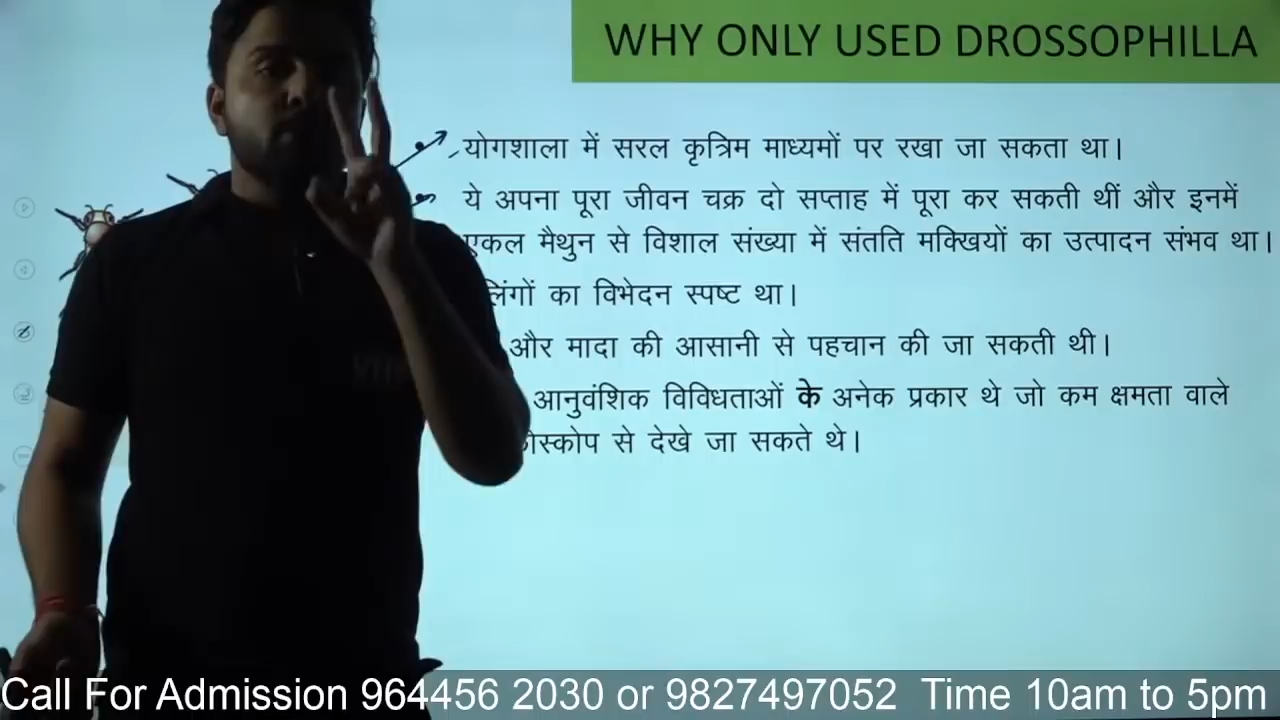 WHY ONLY USED DROSSOPHILLA
योगशाला में सरल कृत्रिम माध्यमों पर रखा जा सकता था।
ये अपना पूरा जीवन चक्र दो सप्ताह में पूरा कर सकती थीं और इनमें
एकल मैथुन से विशाल संख्या में संतति मक्खियों का उत्पादन संभव था।
लिंगों का विभेदन स्पष्ट था।
और मादा की आसानी से पहचान की जा सकती थी।
आनुवंशिक विविधताओं के अनेक प्रकार थे जो कम क्षमता वाले
से देखे जा सकते थे।
Call For Admission 964456 2030 or 9827497052 Time 10am to 5pm